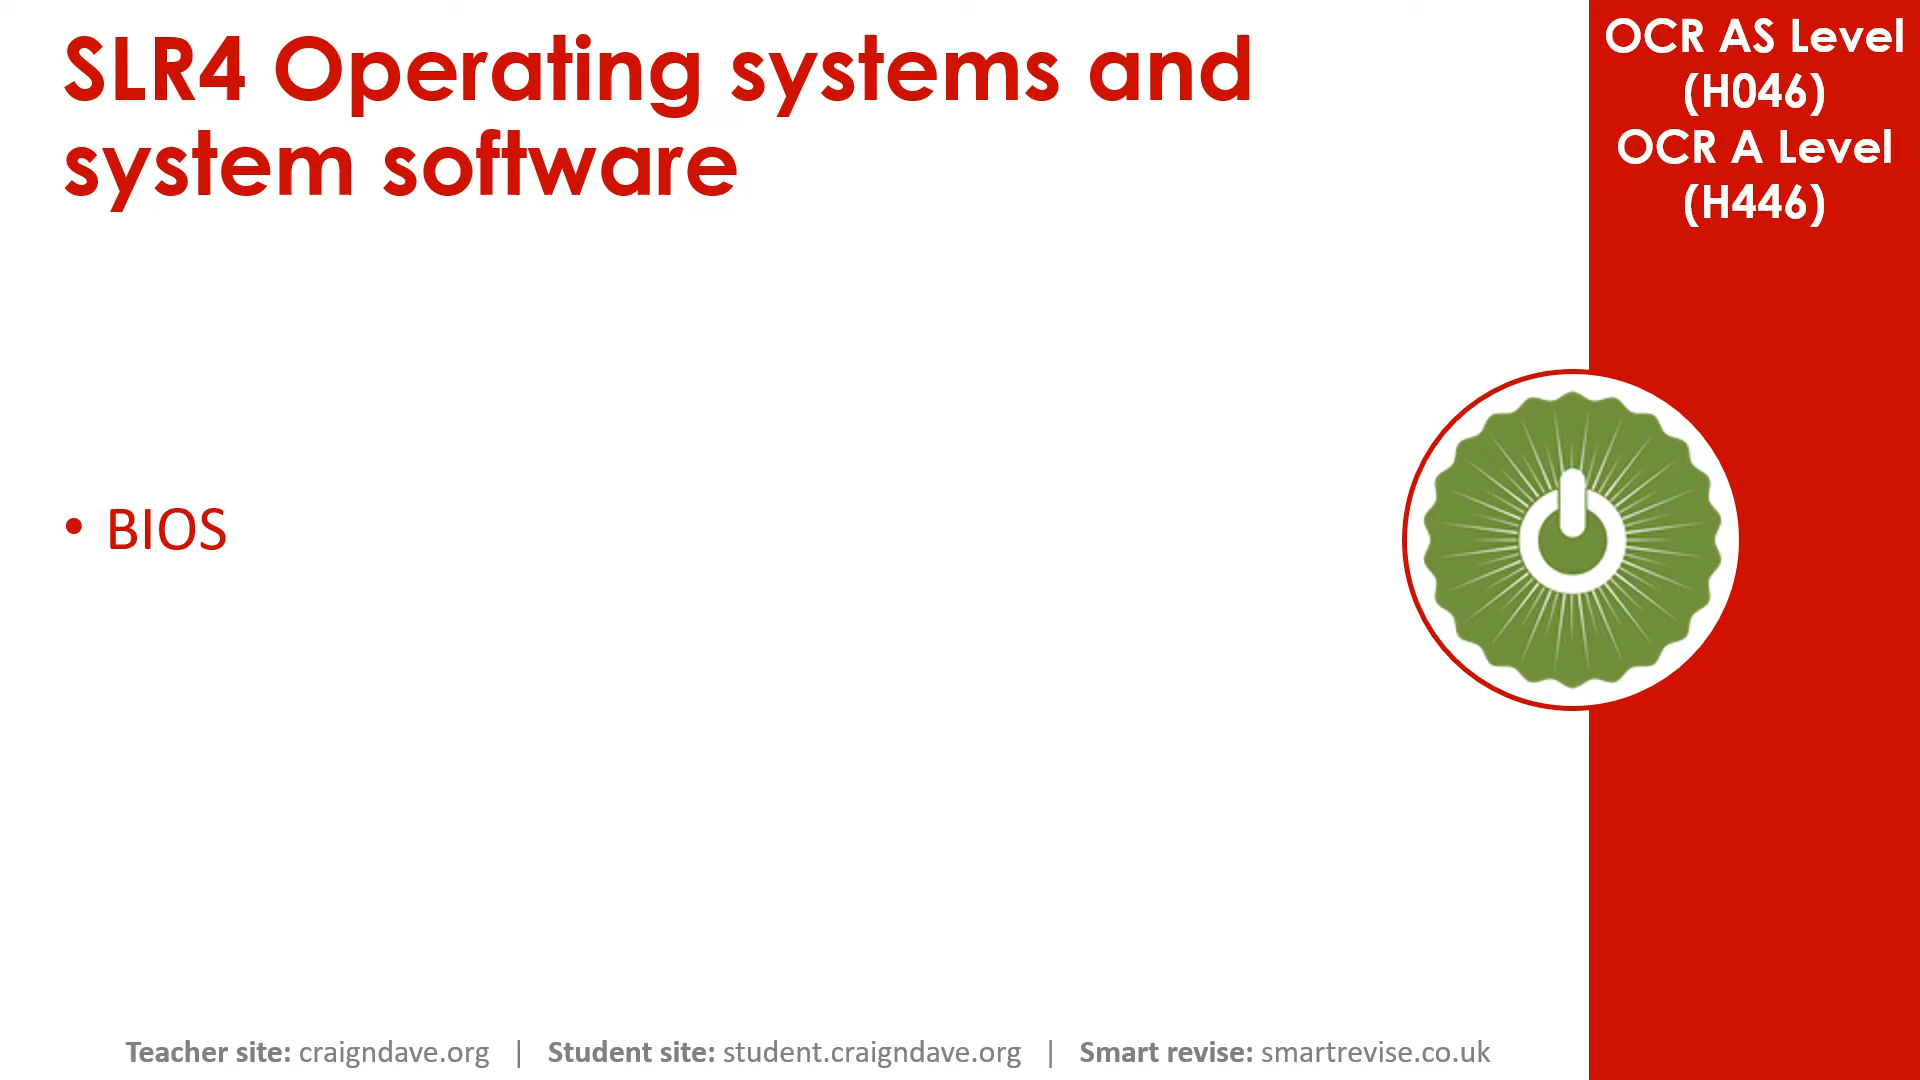 SLR4 Operating systems and
system software
OCR AS Level
(H046)
OCR A Level
(H446)
• BIOS
Teacher site: craigndave.org | Student site: student.craigndave.org | Smart revise: smartrevise.co.uk